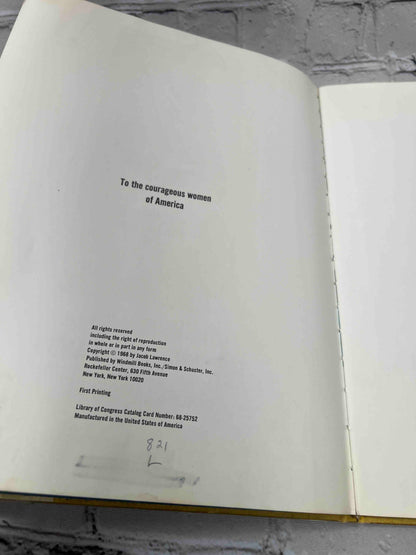 To the courageous women
of America
All rights reserved
including the right of reproduction
in whole or in part in any form
Copyright © 1968 by Jacob Lawrence
Published by Windmill Books, Inc./Simon & Schuster, Inc.
Rockefeller Center, 630 Fifth Avenue
New York, New York 10020
First Printing
Library of Congress Catalog Card Number: 68-25752
Manufactured in the United States of America
821
L